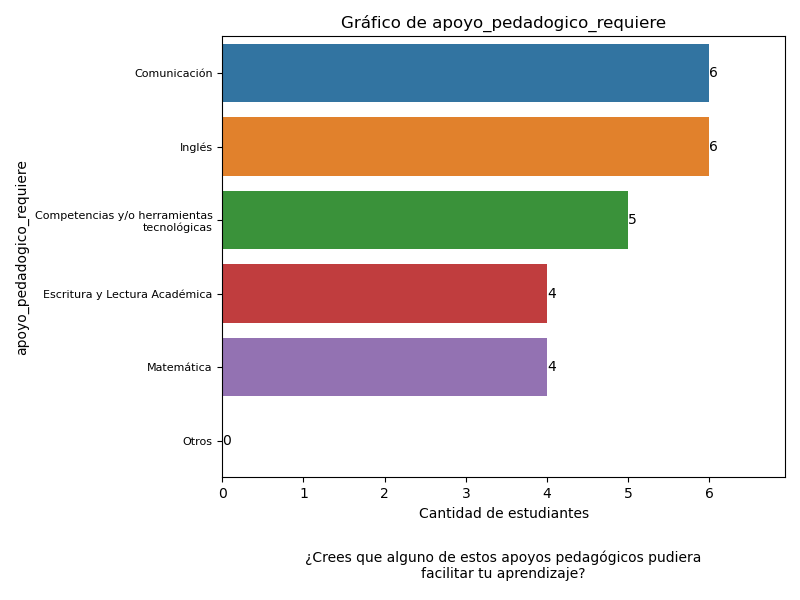 Gráfico de apoyo_pedadogico_requiere
apoyo_pedadogico_requiere
Comunicación
6
Inglés
6
Competencias y/o herramientas
tecnológicas
5
Escritura y Lectura Académica
4
Matemática
4
Otros
0
0 1 2 3 4 5 6
Cantidad de estudiantes
¿Crees que alguno de estos apoyos pedagógicos pudiera
facilitar tu aprendizaje?